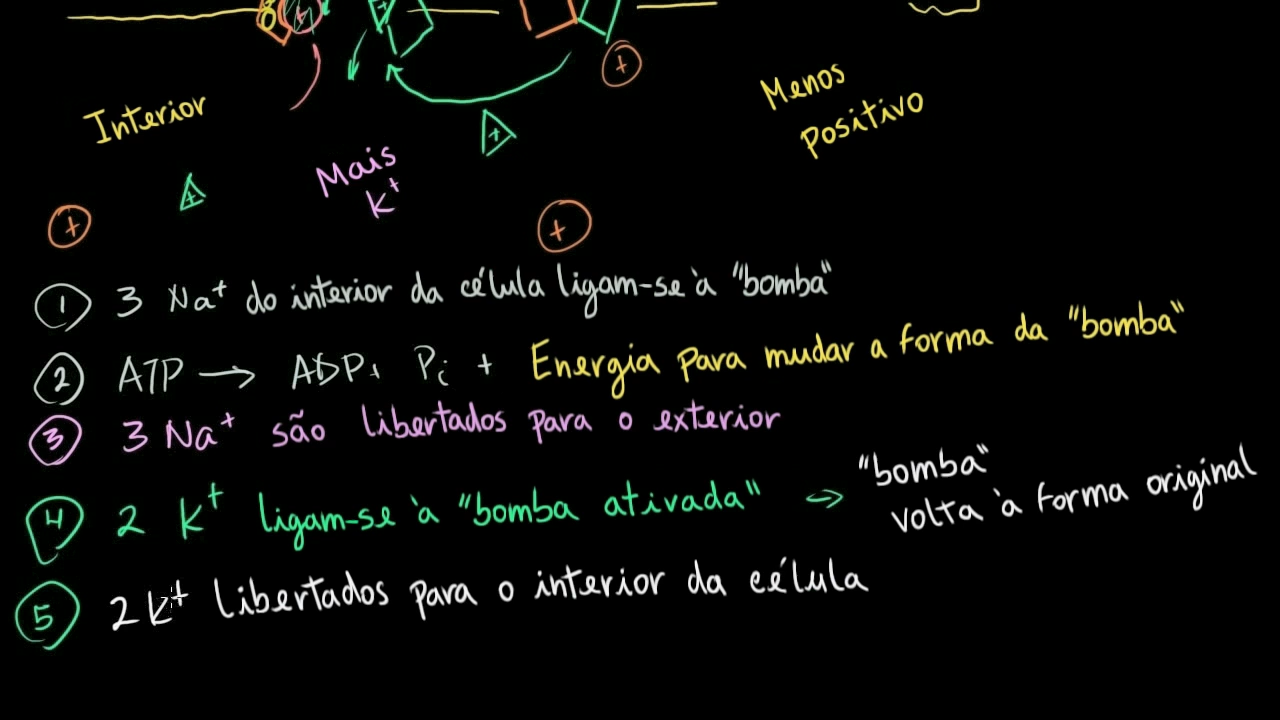 Interior
Mais
K+
Menos
positivo
1 3 Na+ do interior da célula ligam-se à "bomba"
2 ATP → ADP + Pi + Energia para mudar a forma da "bomba"
3 3 Na+ são libertados para o exterior
4 2 K+ ligam-se à "bomba ativada" → "bomba"
volta à forma original
5 2 K+ libertados para o interior da célula